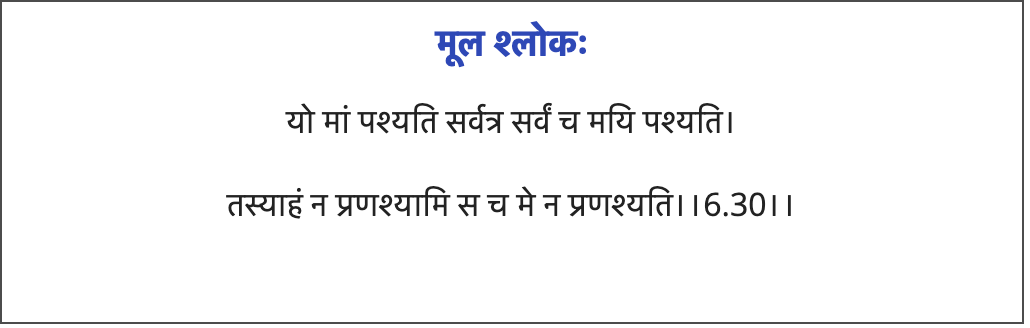 मूल श्लोकः
यो मां पश्यति सर्वत्र सर्वं च मयि पश्यति।
तस्याहं न प्रणश्यामि स च मे न प्रणश्यति।।6.30।।